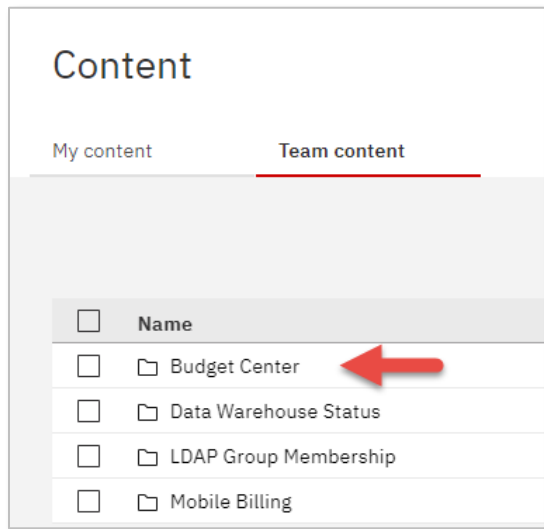 Content
My content Team content
Name
Budget Center
Data Warehouse Status
LDAP Group Membership
Mobile Billing